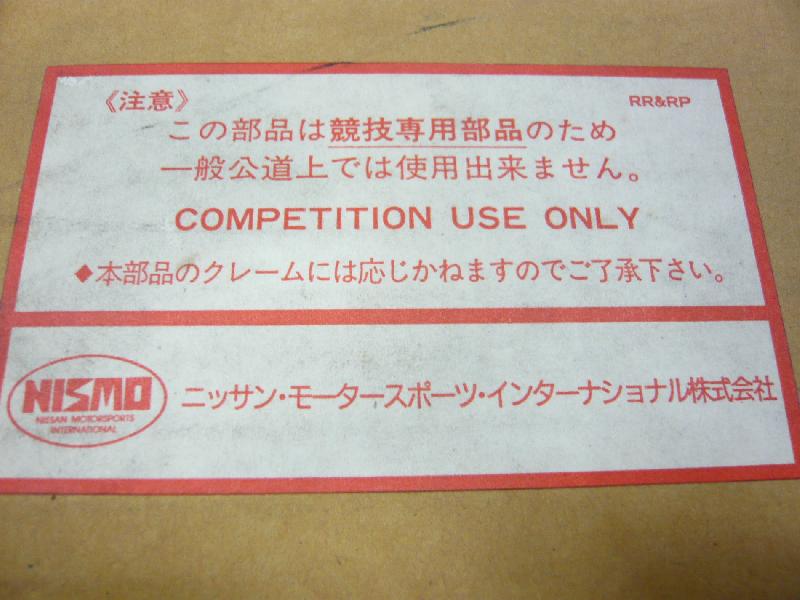 《注意》 RR&RP
この部品は競技専用部品のため
一般公道上では使用出来ません。
COMPETITION USE ONLY
◆本部品のクレームには応じかねますのでご了承下さい。
NISMO
NISSAN MOTORSPORTS
INTERNATIONAL
ニッサン・モータースポーツ・インターナショナル株式会社